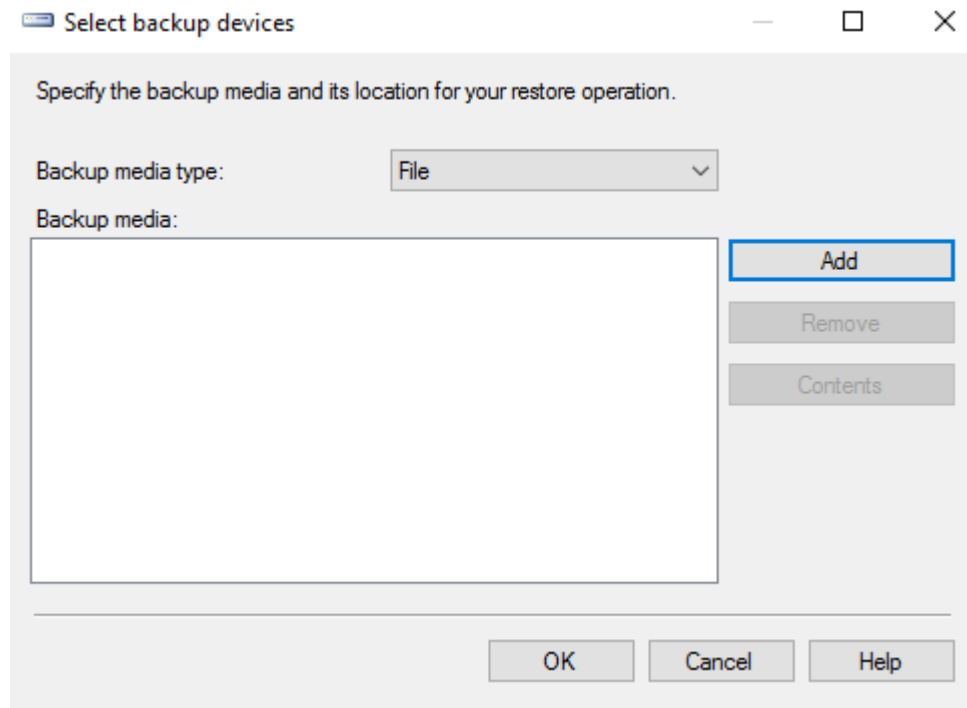 Select backup devices
Specify the backup media and its location for your restore operation.
Backup media type:
File
Backup media:
Add
Remove
Contents
OK
Cancel
Help